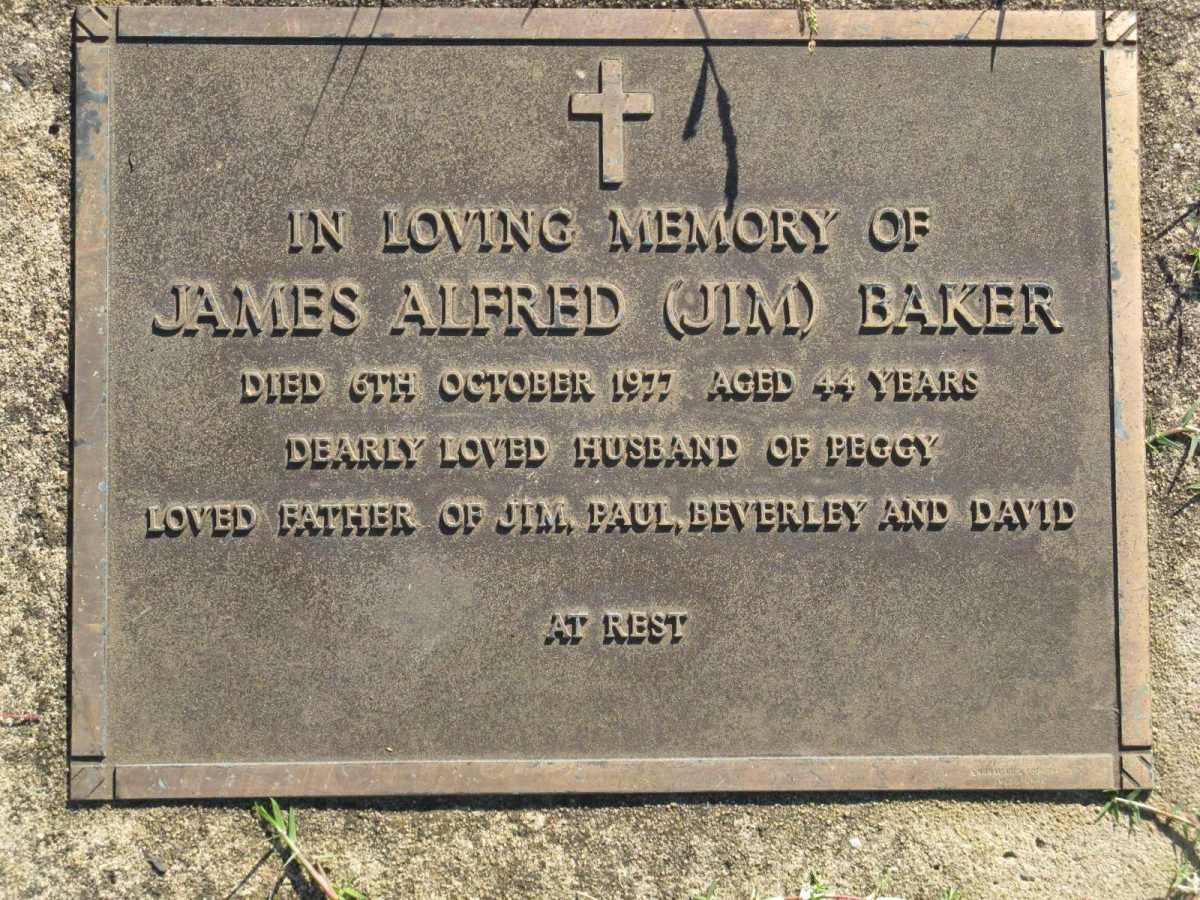 IN LOVING MEMORY OF
JAMES ALFRED (JIM) BAKER
DIED 6TH OCTOBER 1977 AGED 44 YEARS
DEARLY LOVED HUSBAND OF PEGGY
LOVED FATHER OF JIM, PAUL, BEVERLEY AND DAVID
AT REST